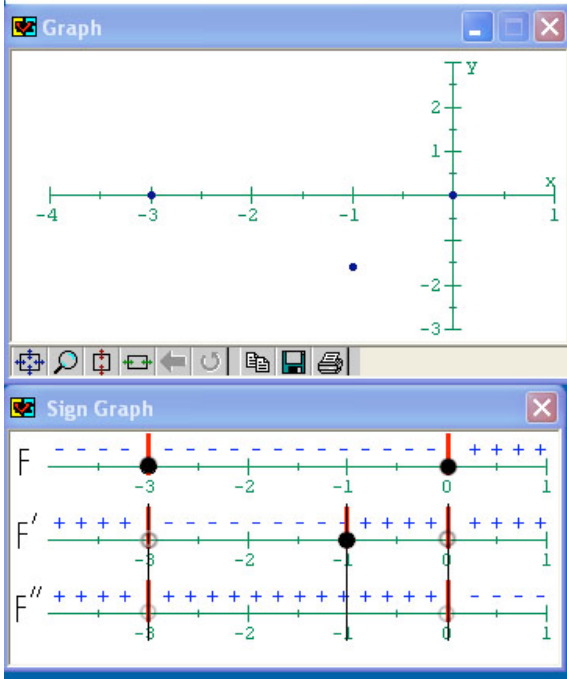 Graph
y
2
1
x
-4 -3 -2 -1 1
-2
-3
Sign Graph
F - - - - - - - - - - - - - - - - - + + + +
-3 -2 -1 0 1
F′ + + + + - - - - - - - - + + + + + + + +
-3 -2 -1 0 1
F″ + + + + + + + + + + + + + + + + + - - - -
-3 -2 -1 0 1